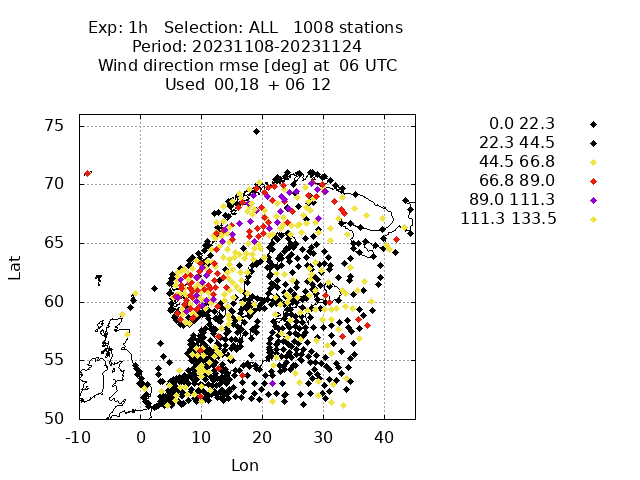 Exp: 1h   Selection: ALL   1008 stations
Period: 20231108-20231124
Wind direction rmse [deg] at  06 UTC
Used  00,18  + 06 12
0.0 22.3
22.3 44.5
44.5 66.8
66.8 89.0
89.0 111.3
111.3 133.5
75
70
65
60
55
50
Lat
-10 0 10 20 30 40
Lon